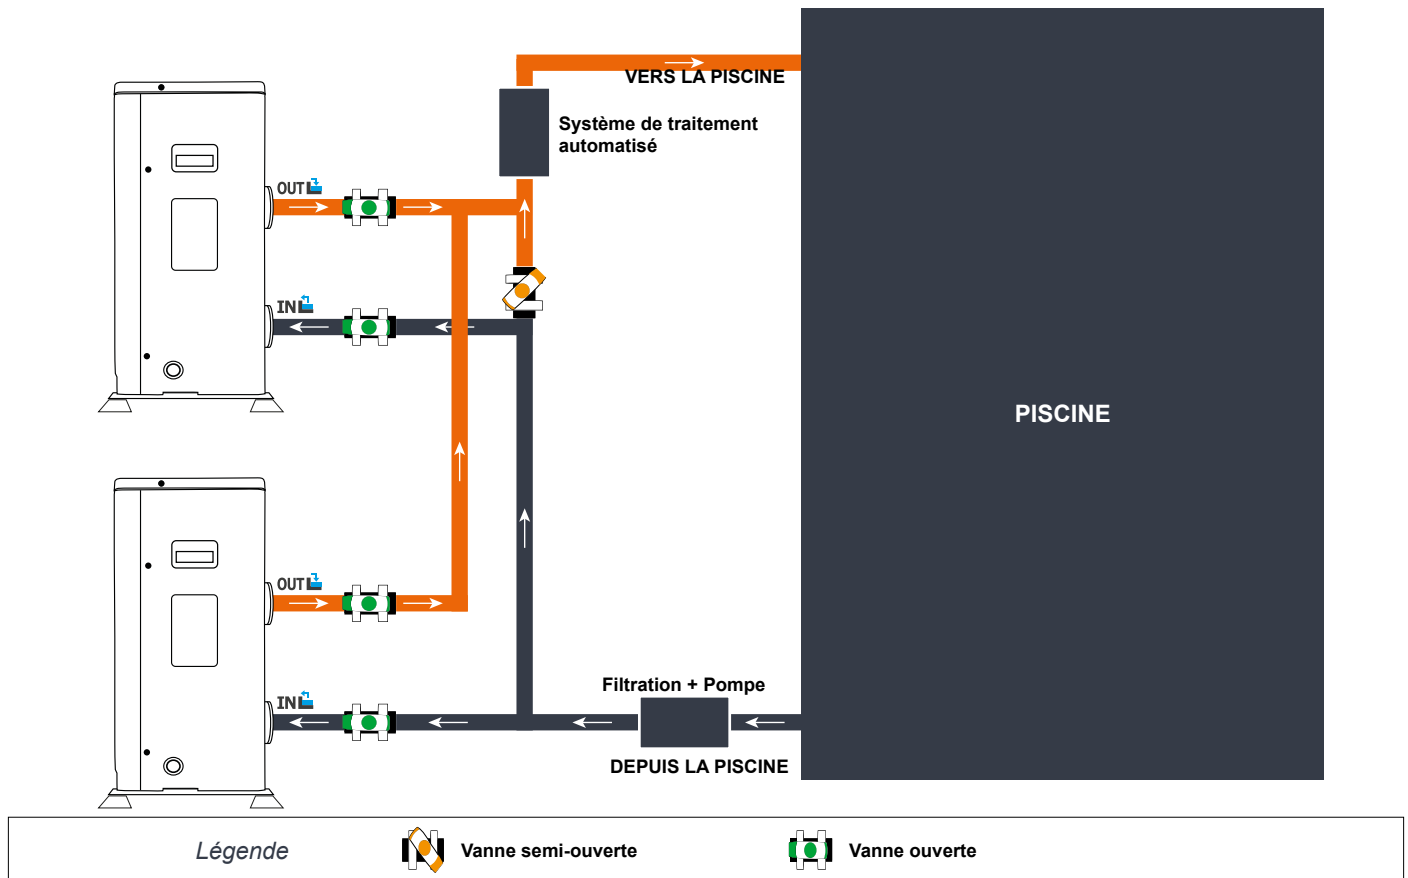 VERS LA PISCINE
Système de traitement
automatisé
OUT
IN
PISCINE
OUT
IN
Filtration + Pompe
DEPUIS LA PISCINE
Légende
Vanne semi-ouverte
Vanne ouverte